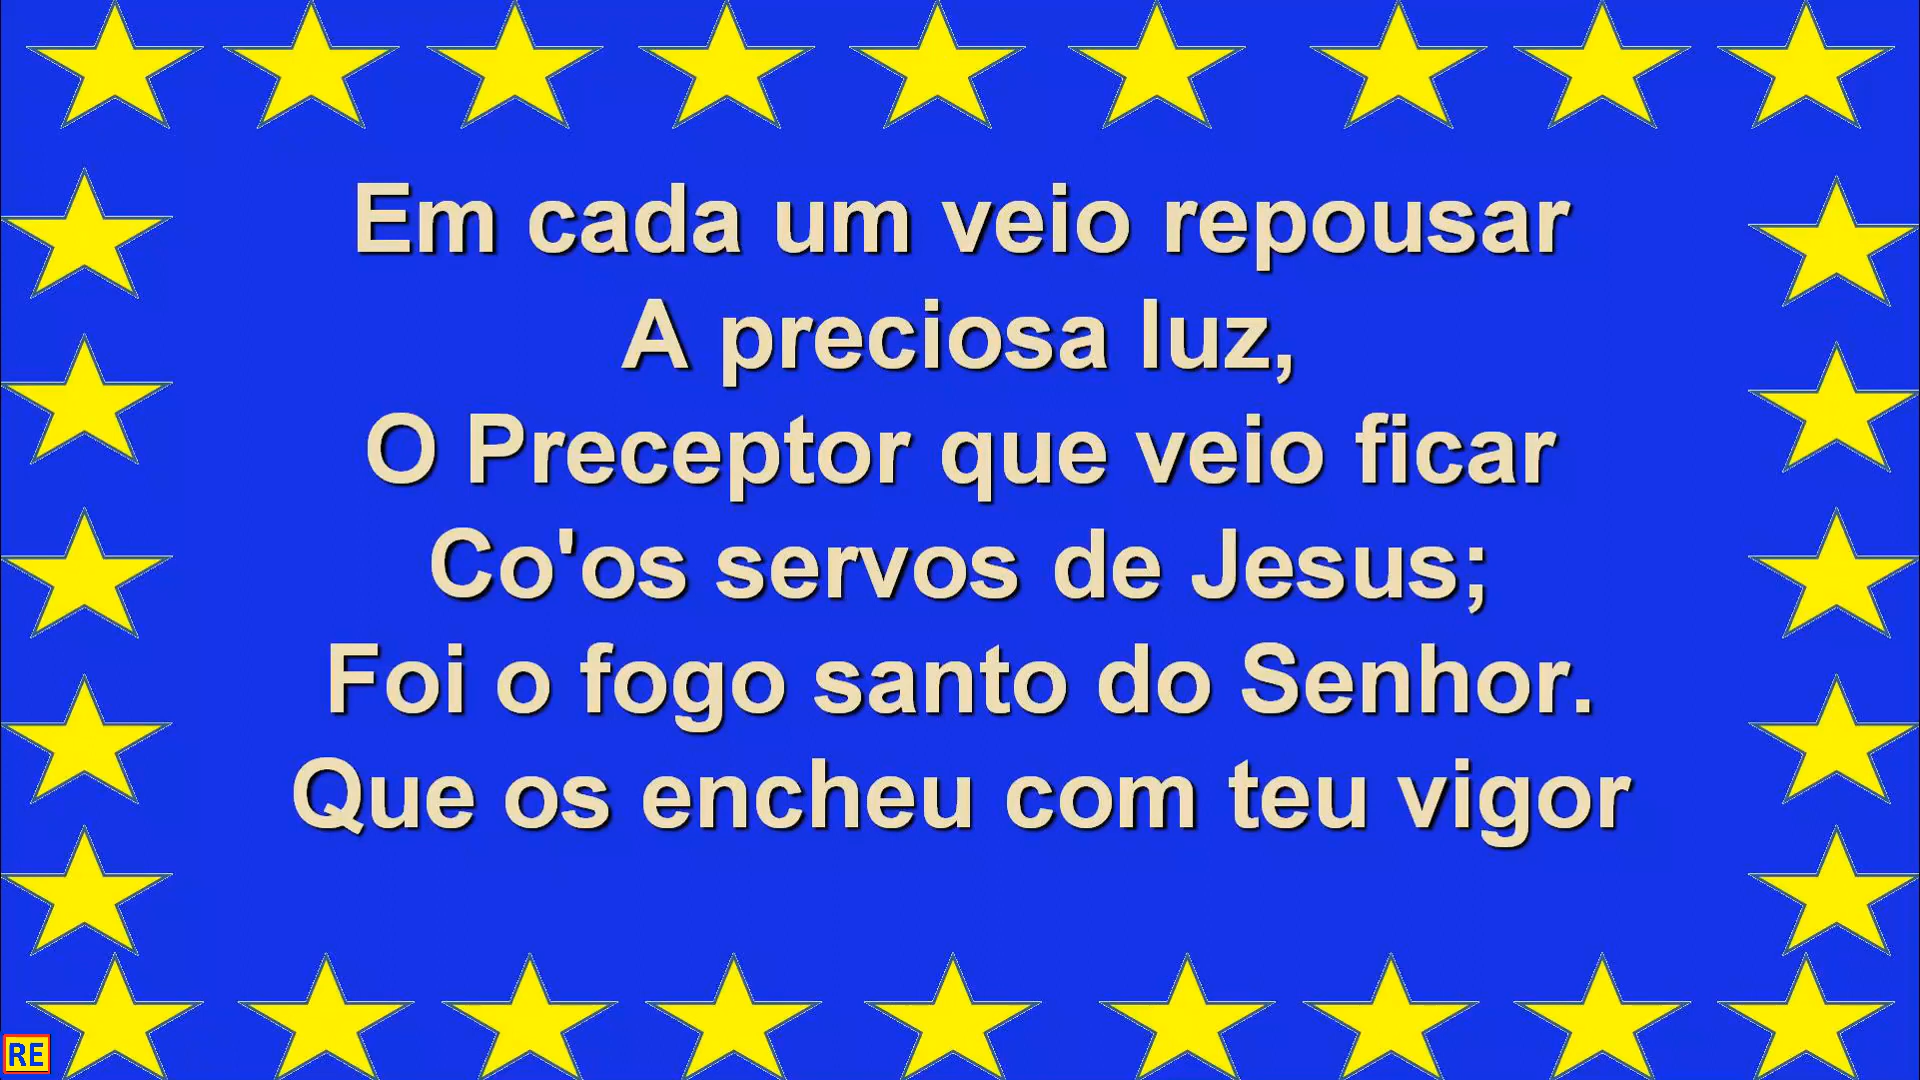 Em cada um veio repousar
A preciosa luz,
O Preceptor que veio ficar
Co'os servos de Jesus;
Foi o fogo santo do Senhor.
Que os encheu com teu vigor
RE